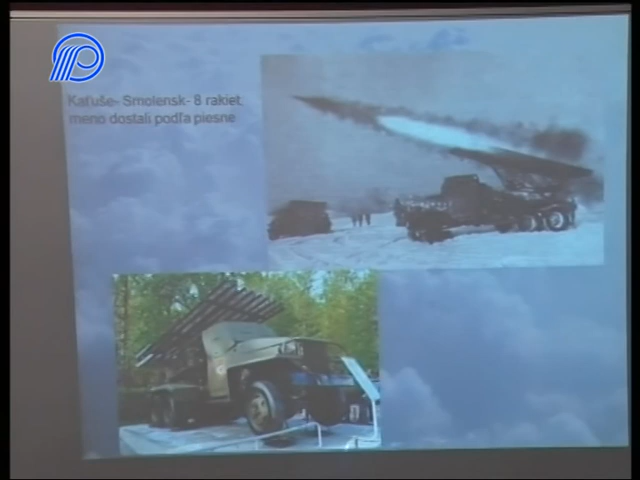 Kaťuše- Smolensk- 8 rakiet,
meno dostali podľa piesne